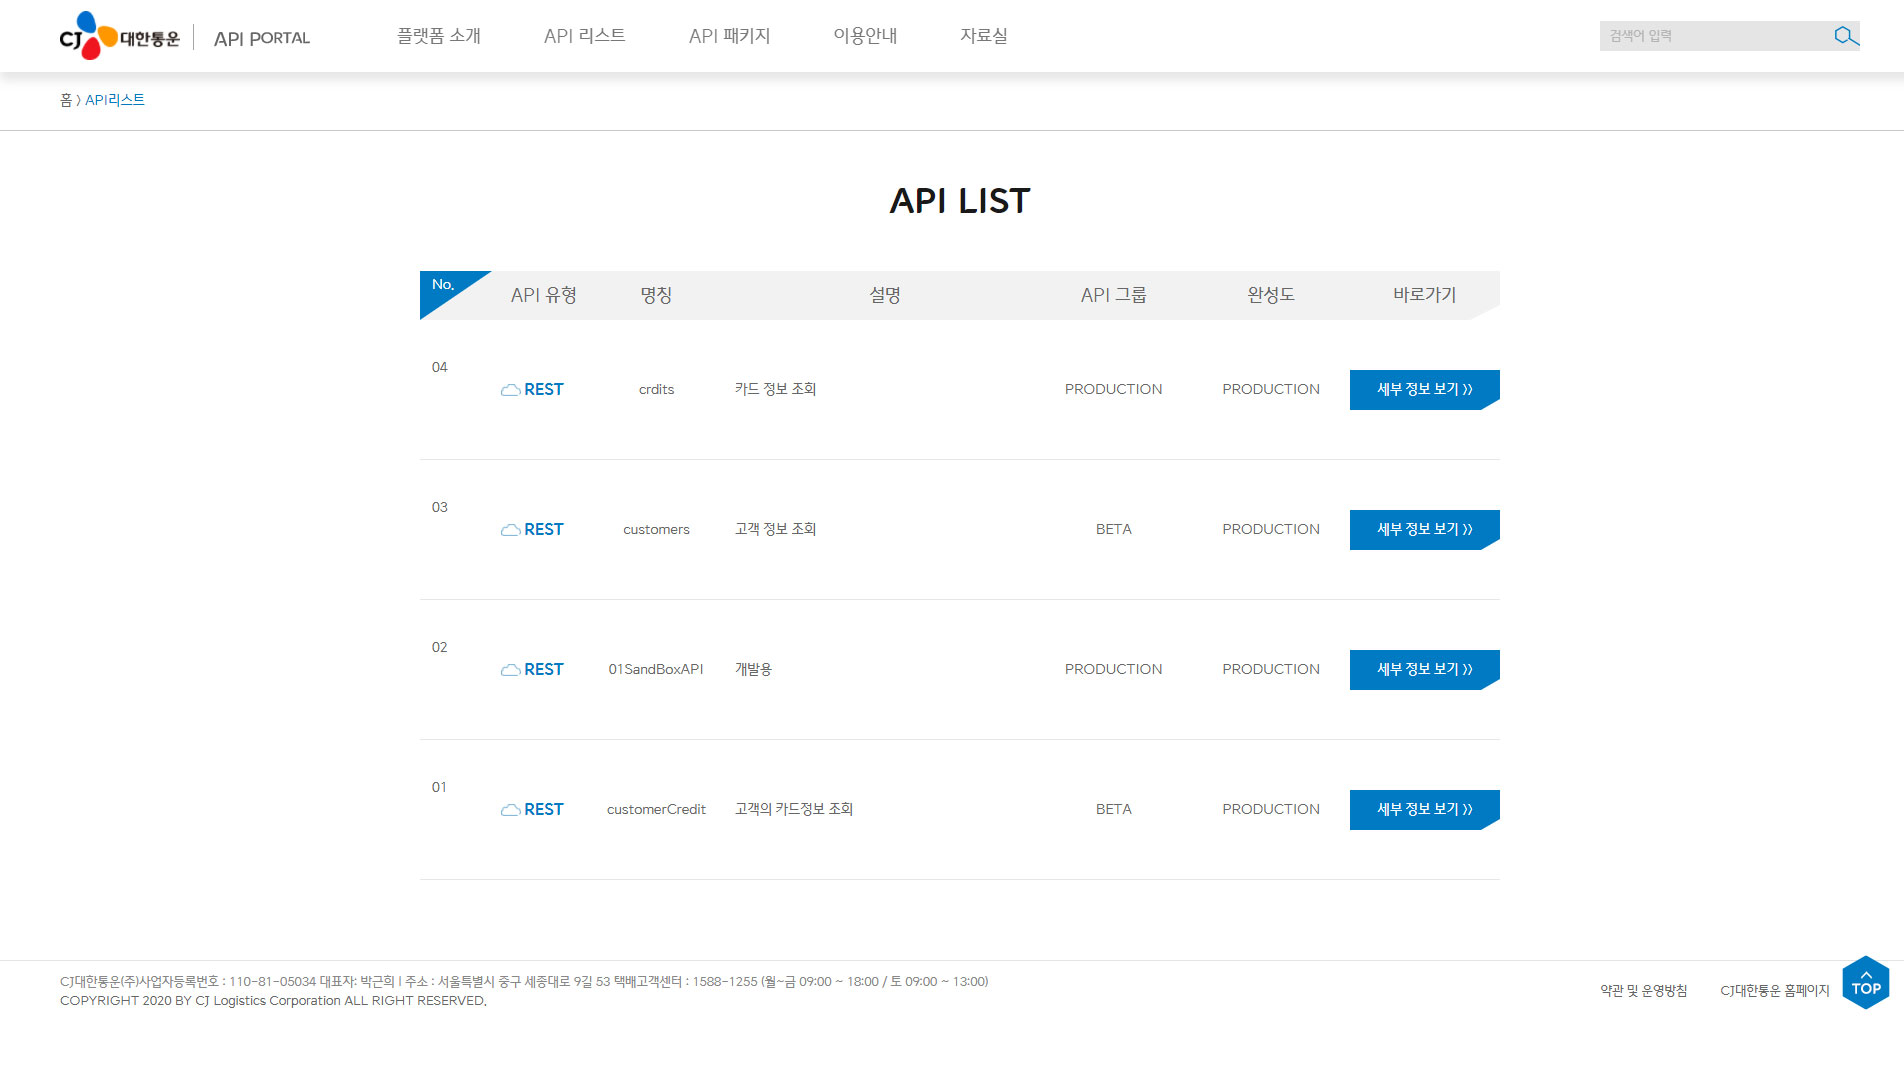 CJ대한통운 API PORTAL 플랫폼 소개 API 리스트 API 패키지 이용안내 자료실 검색어 입력
홈 > API리스트
API LIST
No. API 유형 명칭 설명 API 그룹 완성도 바로가기
04 REST crdits 카드 정보 조회 PRODUCTION PRODUCTION 세부 정보 보기 >>
03 REST customers 고객 정보 조회 BETA PRODUCTION 세부 정보 보기 >>
02 REST 01SandBoxAPI 개발용 PRODUCTION PRODUCTION 세부 정보 보기 >>
01 REST customerCredit 고객의 카드정보 조회 BETA PRODUCTION 세부 정보 보기 >>
CJ대한통운(주)사업자등록번호 : 110-81-05034 대표자: 박근희 | 주소 : 서울특별시 중구 세종대로 9길 53 택배고객센터 : 1588-1255 (월~금 09:00 ~ 18:00 / 토 09:00 ~ 13:00)
COPYRIGHT 2020 BY CJ Logistics Corporation ALL RIGHT RESERVED.
약관 및 운영방침 CJ대한통운 홈페이지 TOP